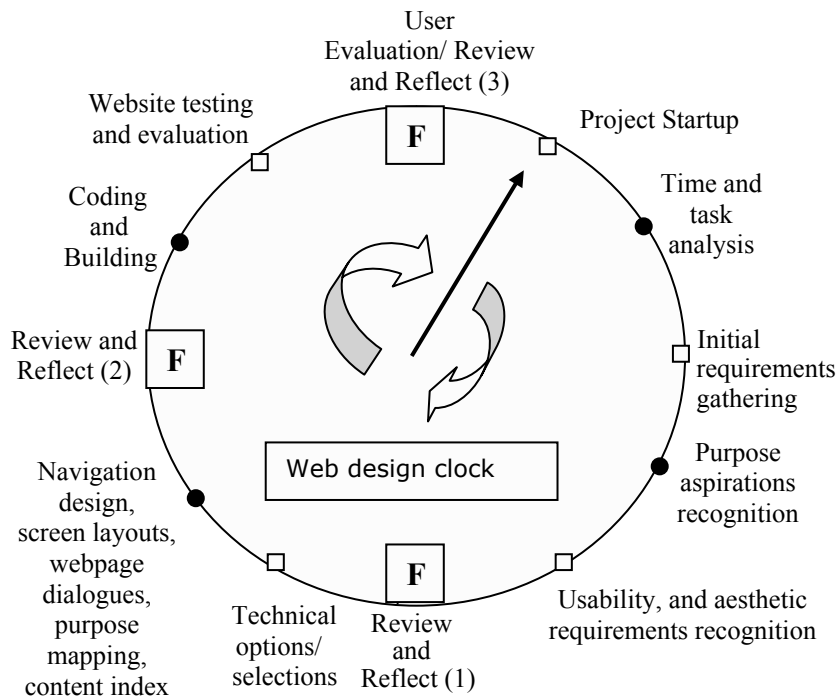 User
Evaluation/ Review
and Reflect (3)
F
Project Startup
Time and
task
analysis
Initial
requirements
gathering
Purpose
aspirations
recognition
Usability, and aesthetic
requirements recognition
F
Review
and
Reflect (1)
Technical
options/
selections
Navigation
design,
screen layouts,
webpage
dialogues,
purpose
mapping,
content index
Review and
Reflect (2)
F
Coding
and
Building
Website testing
and evaluation
Web design clock